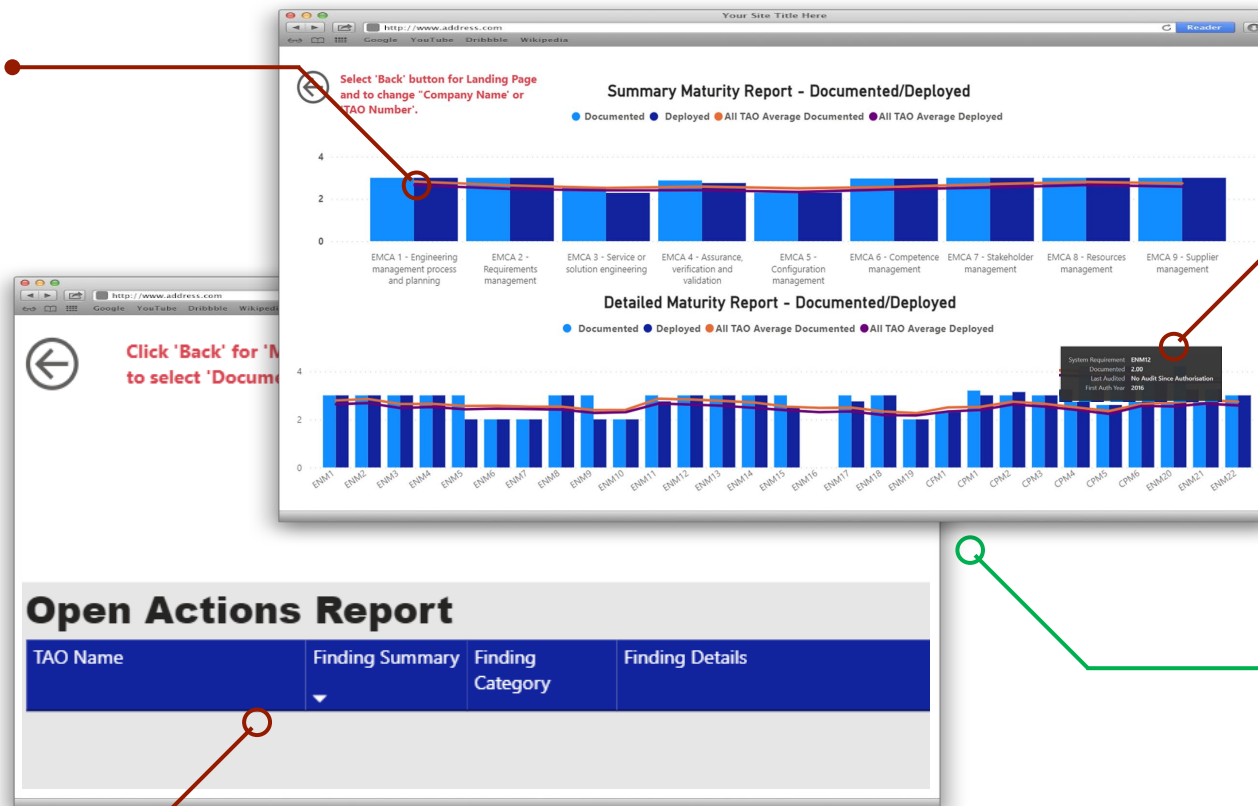 Your Site Title Here
http://www.address.com
Reader
Google YouTube Dribbble Wikipedia
Select 'Back' button for Landing Page
and to change "Company Name' or
'TAO Number'.
Summary Maturity Report - Documented/Deployed
Documented Deployed All TAO Average Documented All TAO Average Deployed
4
2
0
EMCA 1 - Engineering
management process
and planning
EMCA 2 -
Requirements
management
EMCA 3 - Service or
solution engineering
EMCA 4 - Assurance,
verification and
validation
EMCA 5 -
Configuration
management
EMCA 6 - Competence
management
EMCA 7 - Stakeholder
management
EMCA 8 - Resources
management
EMCA 9 - Supplier
management
Detailed Maturity Report - Documented/Deployed
Documented Deployed All TAO Average Documented All TAO Average Deployed
System Requirement ENM12
Documented 2.00
Last Audited No Audit Since Authorisation
First Auth Year 2016
4
2
0
ENM1 ENM2 ENM3 ENM4 ENM5 ENM6 ENM7 ENM8 ENM9 ENM10 ENM11 ENM12 ENM13 ENM14 ENM15 ENM16 ENM17 ENM18 ENM19 CFM1 CPM1 CPM2 CPM3 CPM4 CPM5 CPM6 ENM20 ENM21 ENM22
http://www.address.com
Google YouTube Dribbble
Click 'Back' for
to select
Open Actions Report
TAO Name
Finding Summary
Finding
Category
Finding Details